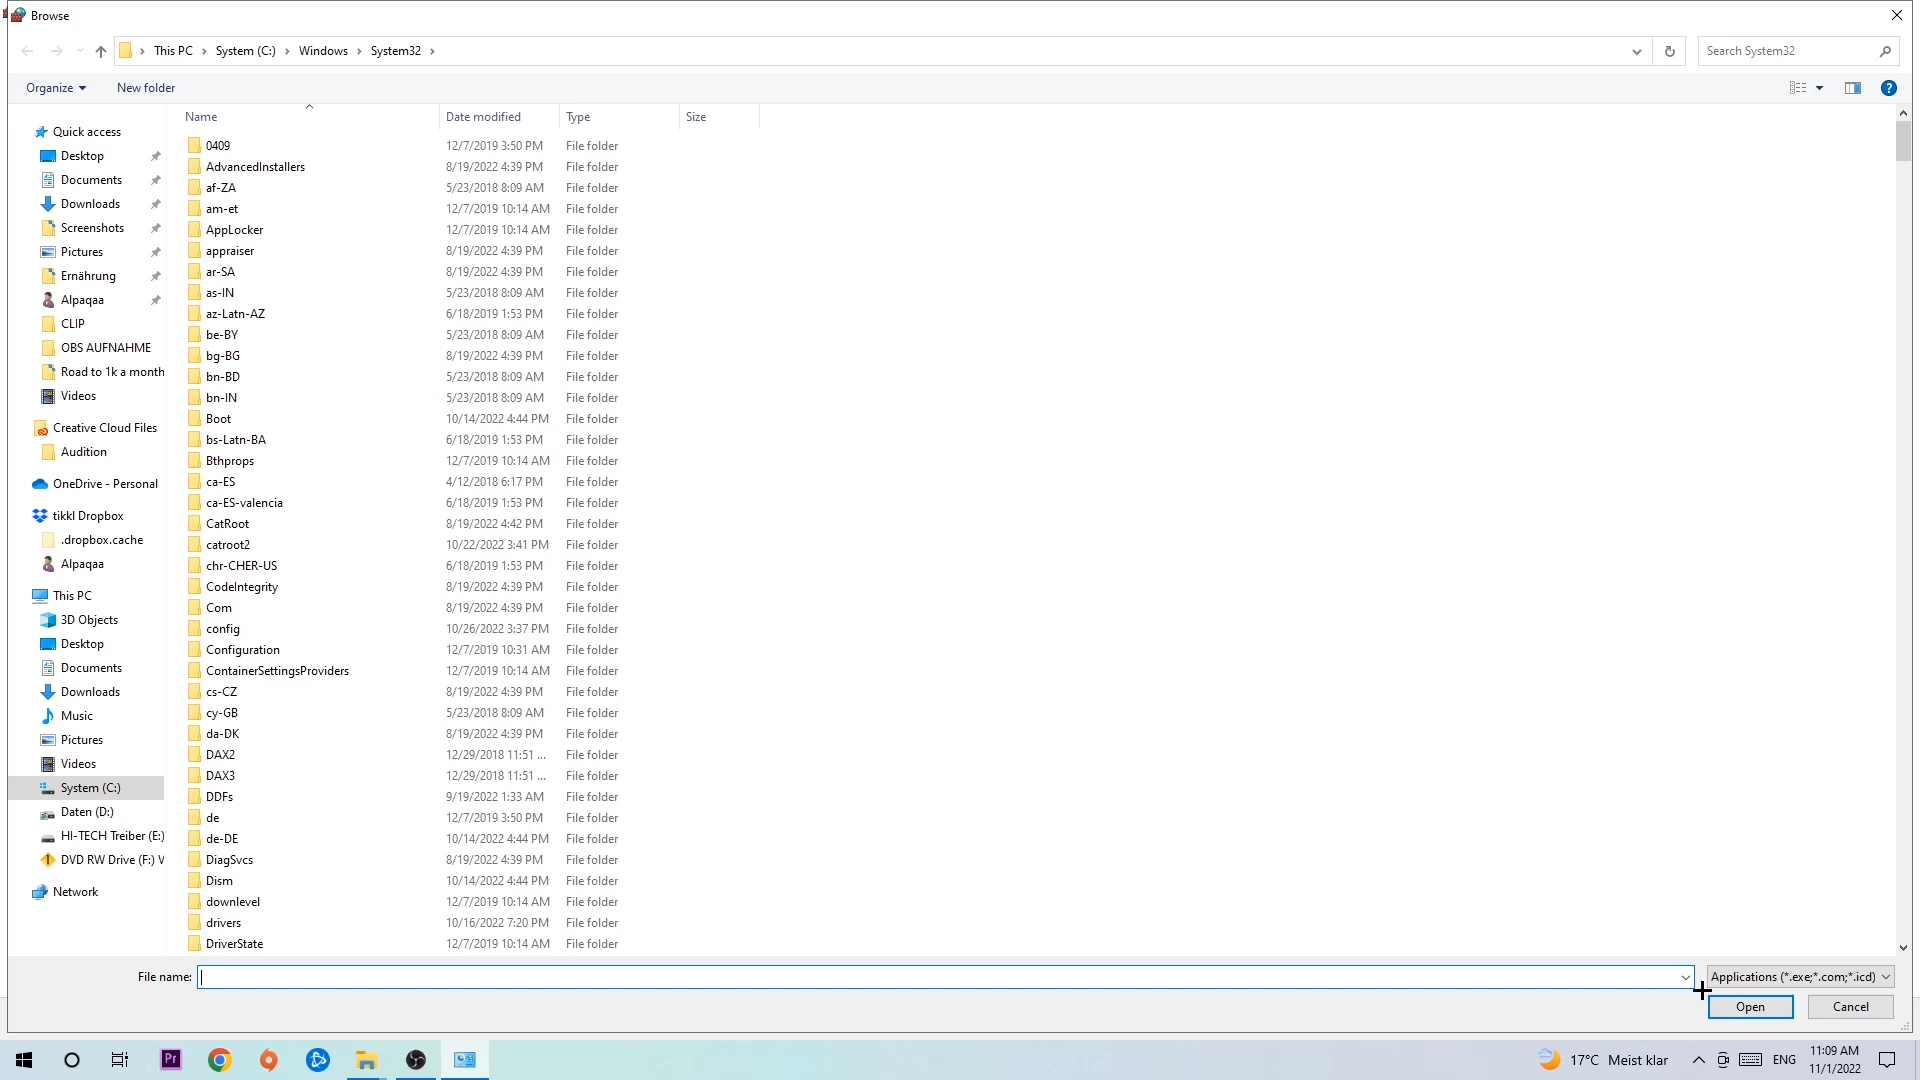 Browse
This PC > System (C:) > Windows > System32 >
Search System32
Organize
New folder
Name Date modified Type Size
Quick access
Desktop
Documents
Downloads
Screenshots
Pictures
Ernährung
Alpaqaa
CLIP
OBS AUFNAHME
Road to 1k a month
Videos
Creative Cloud Files
Audition
OneDrive - Personal
tikkl Dropbox
.dropbox.cache
Alpaqaa
This PC
3D Objects
Desktop
Documents
Downloads
Music
Pictures
Videos
System (C:)
Daten (D:)
HI-TECH Treiber (E:)
DVD RW Drive (F:) V
Network
0409 12/7/2019 3:50 PM File folder
AdvancedInstallers 8/19/2022 4:39 PM File folder
af-ZA 5/23/2018 8:09 AM File folder
am-et 12/7/2019 10:14 AM File folder
AppLocker 12/7/2019 10:14 AM File folder
appraiser 8/19/2022 4:39 PM File folder
ar-SA 8/19/2022 4:39 PM File folder
as-IN 5/23/2018 8:09 AM File folder
az-Latn-AZ 6/18/2019 1:53 PM File folder
be-BY 5/23/2018 8:09 AM File folder
bg-BG 8/19/2022 4:39 PM File folder
bn-BD 5/23/2018 8:09 AM File folder
bn-IN 5/23/2018 8:09 AM File folder
Boot 10/14/2022 4:44 PM File folder
bs-Latn-BA 6/18/2019 1:53 PM File folder
Bthprops 12/7/2019 10:14 AM File folder
ca-ES 4/12/2018 6:17 PM File folder
ca-ES-valencia 6/18/2019 1:53 PM File folder
CatRoot 8/19/2022 4:42 PM File folder
catroot2 10/22/2022 3:41 PM File folder
chr-CHER-US 6/18/2019 1:53 PM File folder
CodeIntegrity 8/19/2022 4:39 PM File folder
Com 8/19/2022 4:39 PM File folder
config 10/26/2022 3:37 PM File folder
Configuration 12/7/2019 10:31 AM File folder
ContainerSettingsProviders 12/7/2019 10:14 AM File folder
cs-CZ 8/19/2022 4:39 PM File folder
cy-GB 5/23/2018 8:09 AM File folder
da-DK 8/19/2022 4:39 PM File folder
DAX2 12/29/2018 11:51 ... File folder
DAX3 12/29/2018 11:51 ... File folder
DDFs 9/19/2022 1:33 AM File folder
de 12/7/2019 3:50 PM File folder
de-DE 10/14/2022 4:44 PM File folder
DiagSvcs 8/19/2022 4:39 PM File folder
Dism 10/14/2022 4:44 PM File folder
downlevel 12/7/2019 10:14 AM File folder
drivers 10/16/2022 7:20 PM File folder
DriverState 12/7/2019 10:14 AM File folder
File name:
Applications (*.exe;*.com;*.icd)
Open
Cancel
Pr
17°C Meist klar
ENG
11:09 AM
11/1/2022